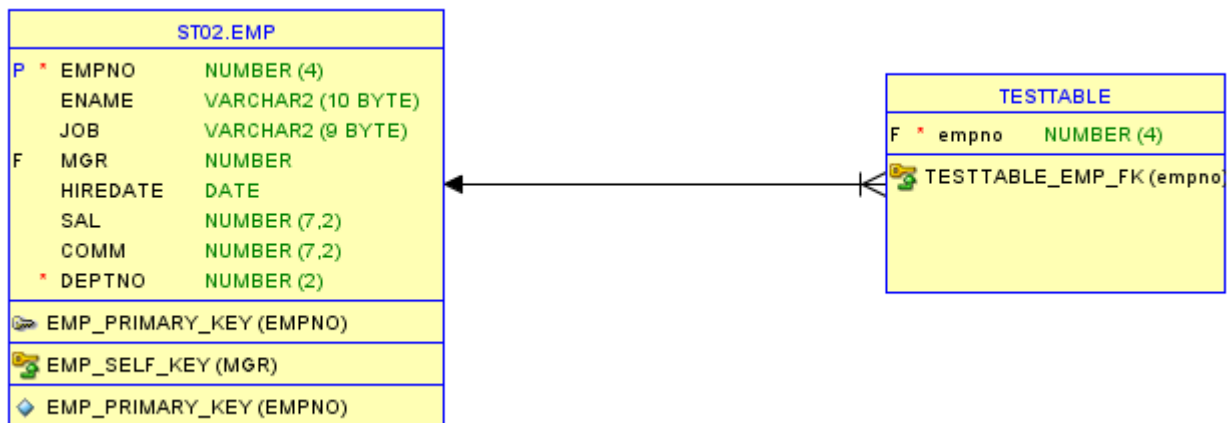 ST02.EMP
P * EMPNO NUMBER (4)
ENAME VARCHAR2 (10 BYTE)
JOB VARCHAR2 (9 BYTE)
F MGR NUMBER
HIREDATE DATE
SAL NUMBER (7,2)
COMM NUMBER (7,2)
* DEPTNO NUMBER (2)
EMP_PRIMARY_KEY (EMPNO)
EMP_SELF_KEY (MGR)
EMP_PRIMARY_KEY (EMPNO)
TESTTABLE
F * empno NUMBER (4)
TESTTABLE_EMP_FK (empno)